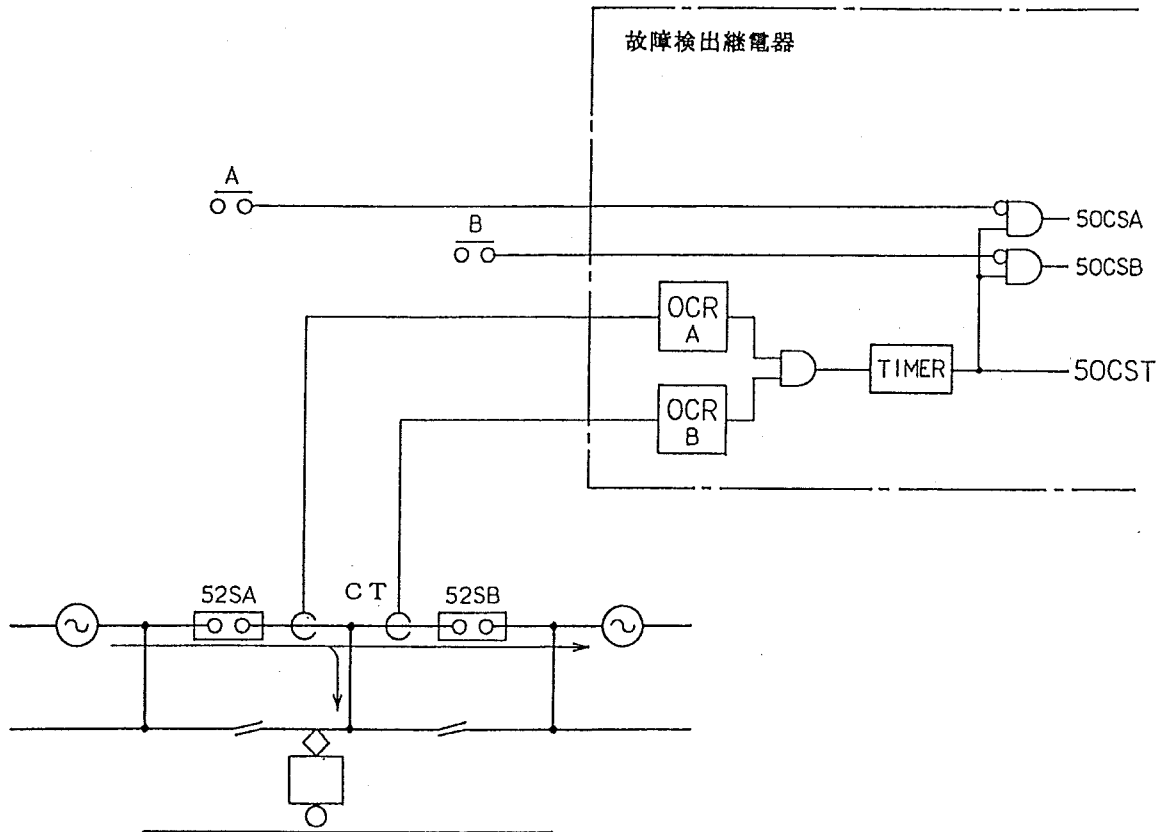 故障検出継電器
A
50CSA
B
50CSB
OCR
A
TIMER
50CST
OCR
B
52SA
CT
52SB